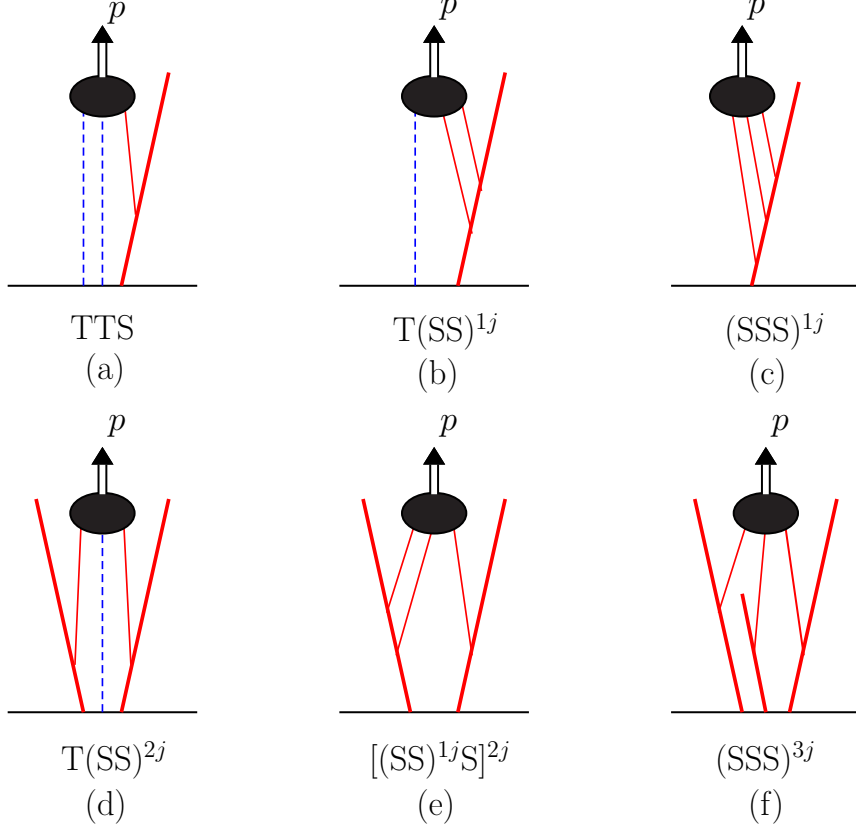 p p p
TTS T(SS)^{1j} (SSS)^{1j}
(a) (b) (c)
p p p
T(SS)^{2j} [(SS)^{1j}S]^{2j} (SSS)^{3j}
(d) (e) (f)